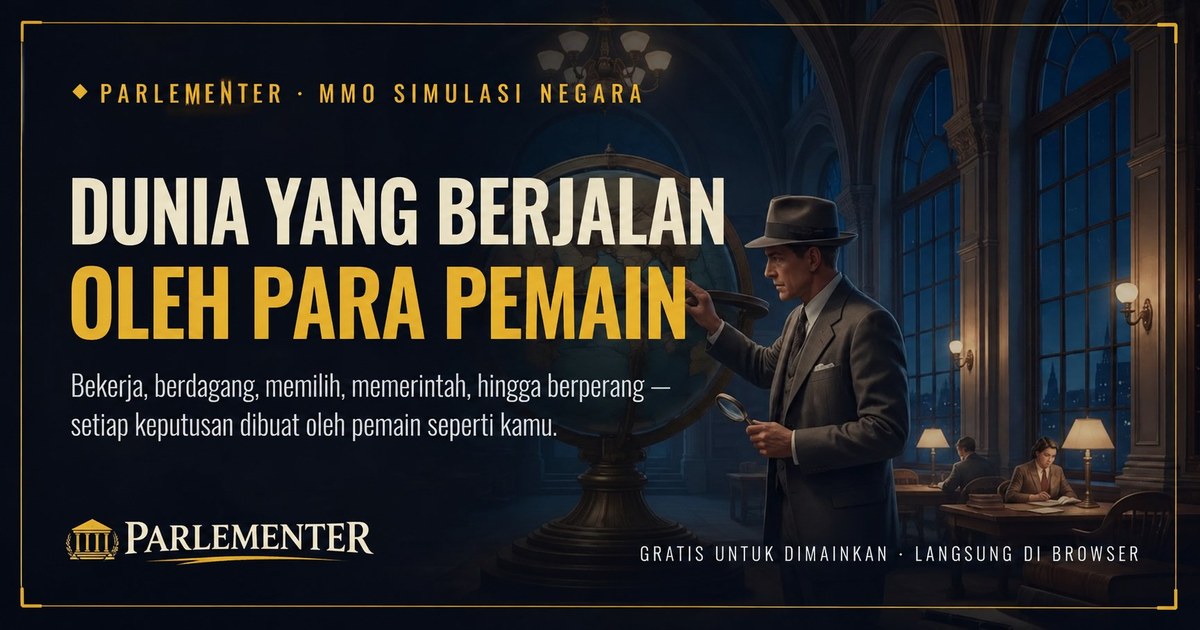 PARLEMENTER · MMO SIMULASI NEGARA
DUNIA YANG BERJALAN
OLEH PARA PEMAIN
Bekerja, berdagang, memilih, memerintah, hingga berperang —
setiap keputusan dibuat oleh pemain seperti kamu.
PARLEMENTER
GRATIS UNTUK DIMAINKAN · LANGSUNG DI BROWSER